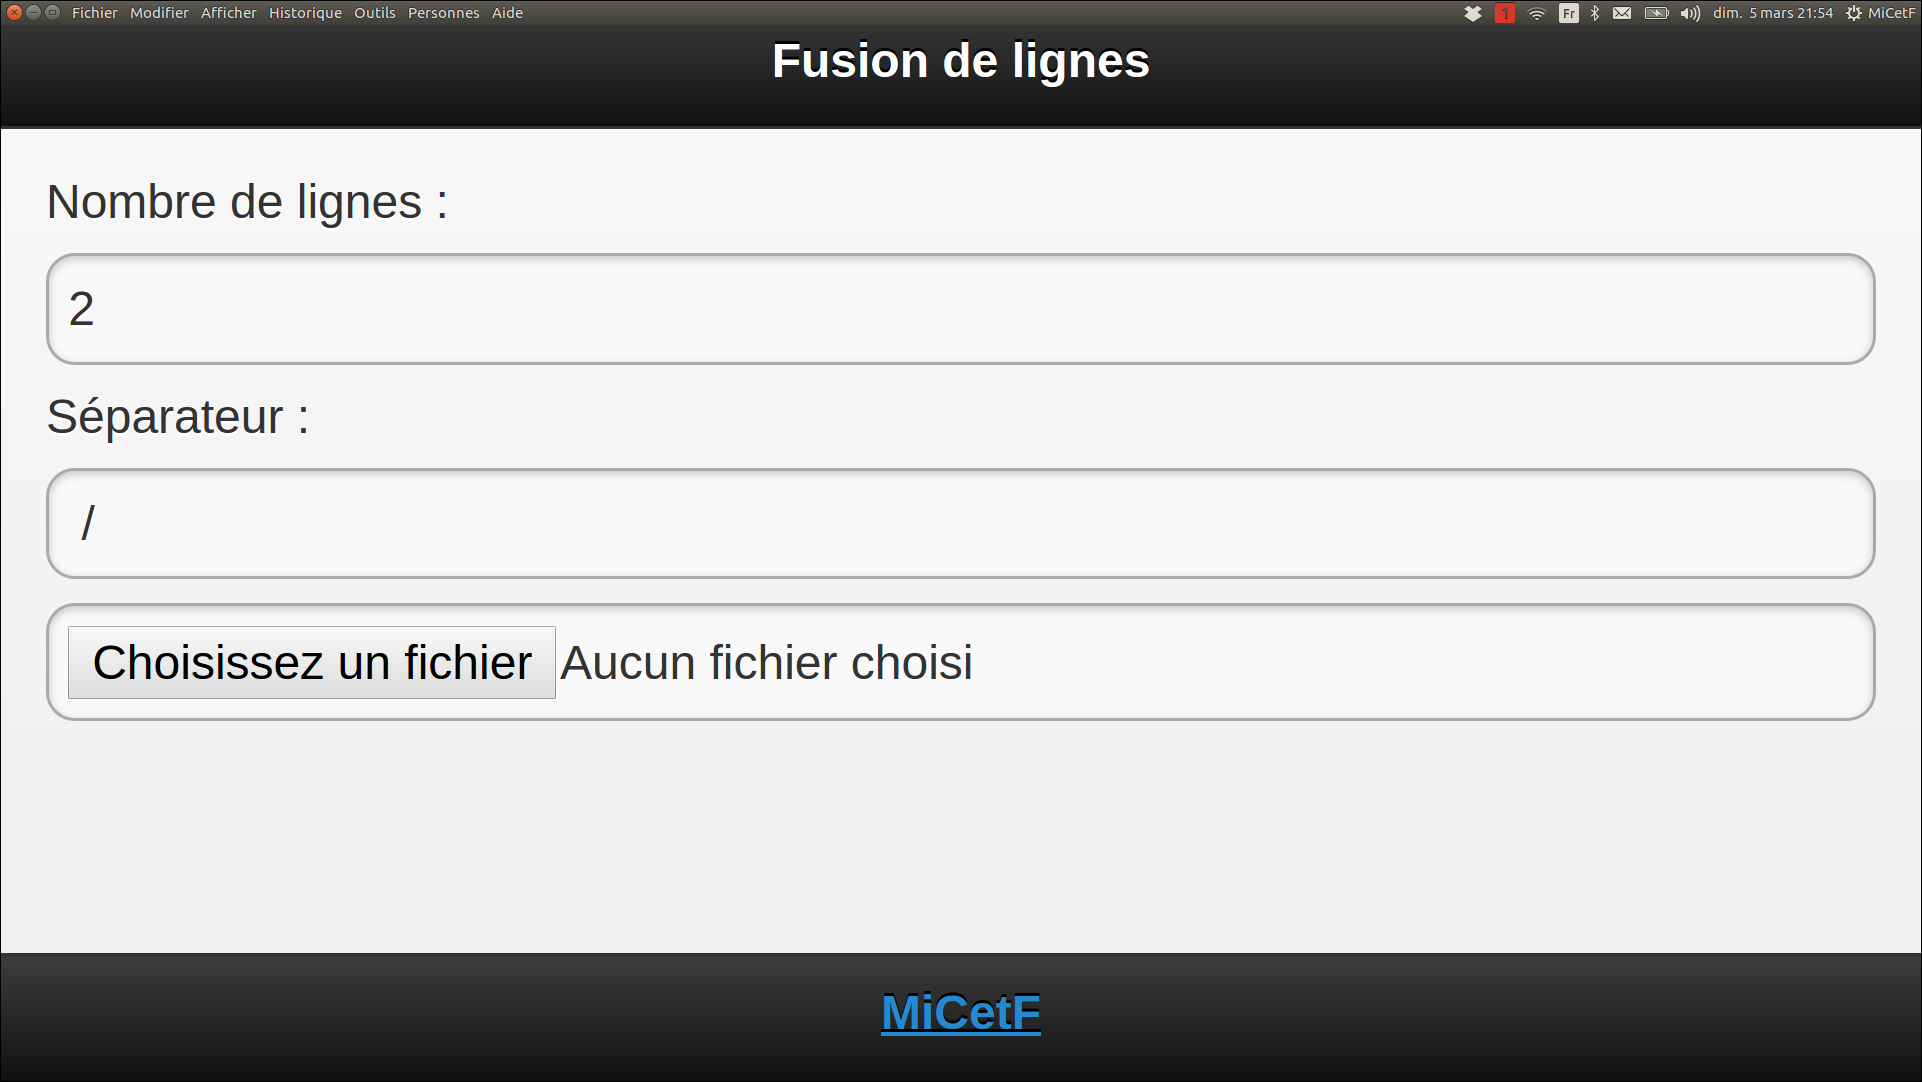 Fichier Modifier Afficher Historique Outils Personnes Aide 1 Fr dim. 5 mars 21:54 MiCetF
Fusion de lignes
Nombre de lignes :
2
Séparateur :
/
Choisissez un fichier Aucun fichier choisi
MiCetF